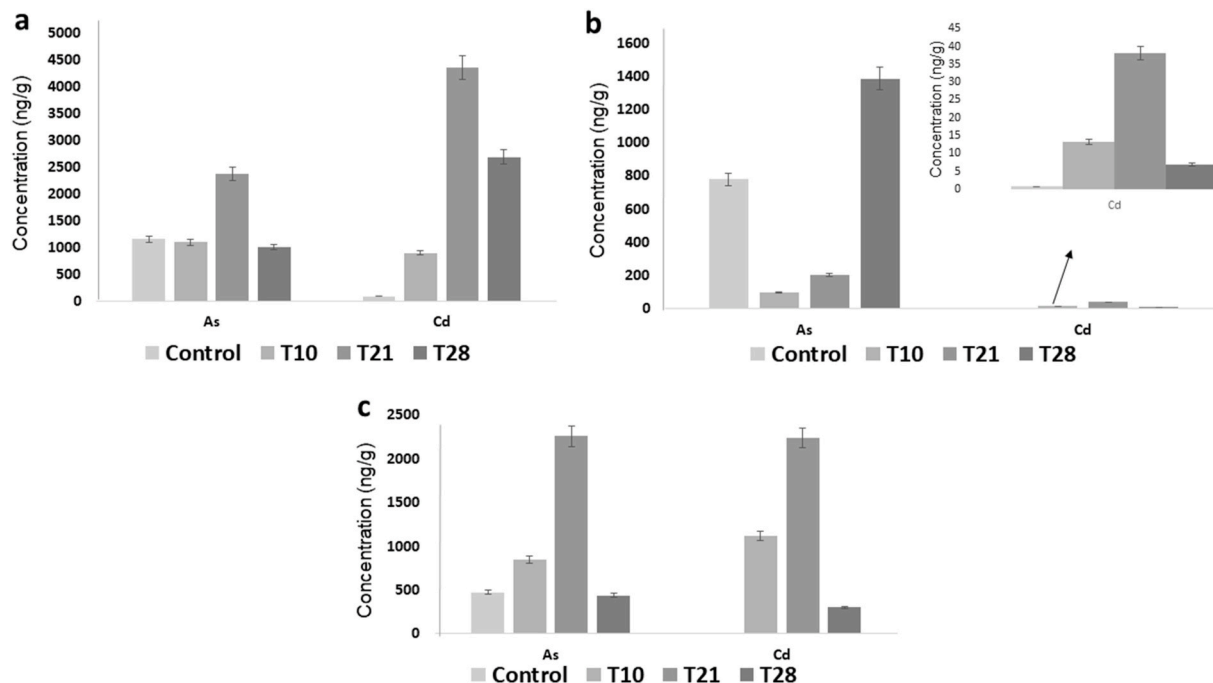 a
Concentration (ng/g)
5000
4500
4000
3500
3000
2500
2000
1500
1000
500
0
As Cd
Control T10 T21 T28
b
Concentration (ng/g)
1600
1400
1200
1000
800
600
400
200
0
As Cd
Control T10 T21 T28
Concentration (ng/g)
45
40
35
30
25
20
15
10
5
0
Cd
c
Concentration (ng/g)
2500
2000
1500
1000
500
0
As Cd
Control T10 T21 T28